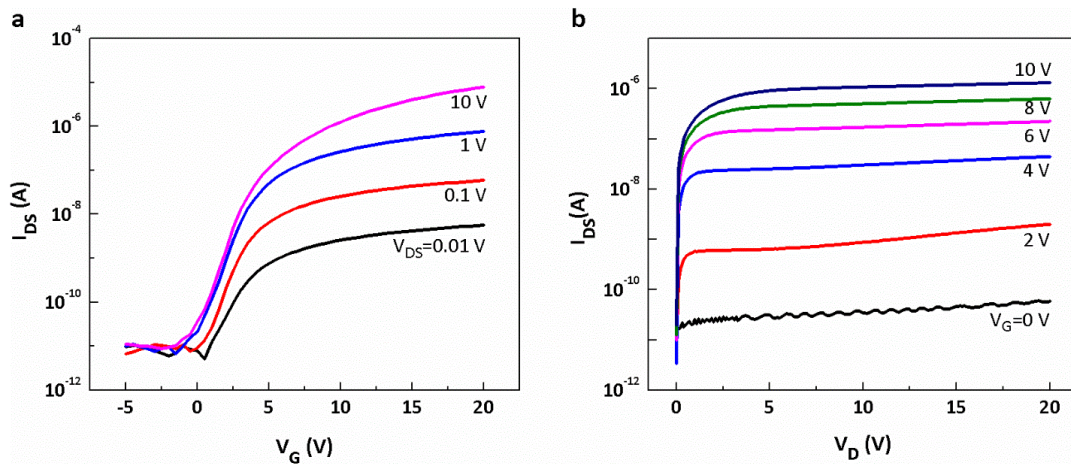 a
b
I_DS (A)
10^-4
10^-6
10^-8
10^-10
10^-12
10 V
1 V
0.1 V
V_DS=0.01 V
-5
0
5
10
15
20
V_G (V)
I_DS(A)
10^-6
10^-8
10^-10
10^-12
10 V
8 V
6 V
4 V
2 V
V_G=0 V
0
5
10
15
20
V_D (V)